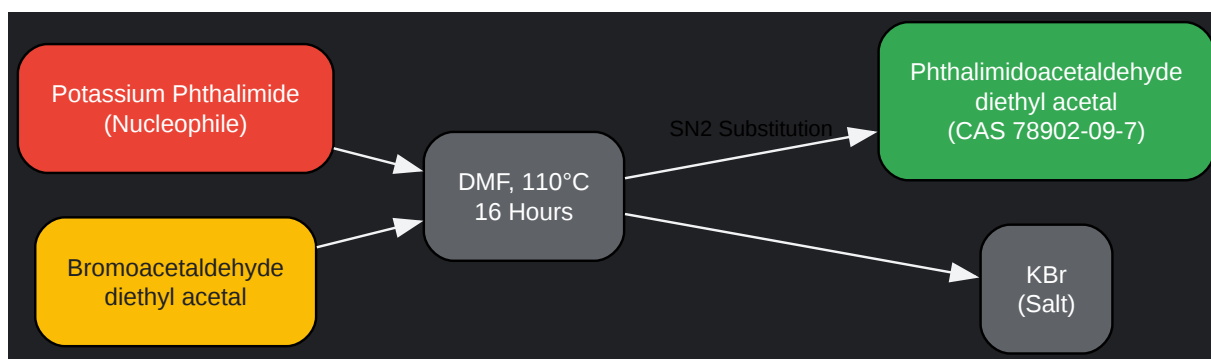 Potassium Phthalimide
(Nucleophile)
Bromoacetaldehyde
diethyl acetal
DMF, 110°C
16 Hours
SN2 Substitution
Phthalimidoacetaldehyde
diethyl acetal
(CAS 78902-09-7)
KBr
(Salt)